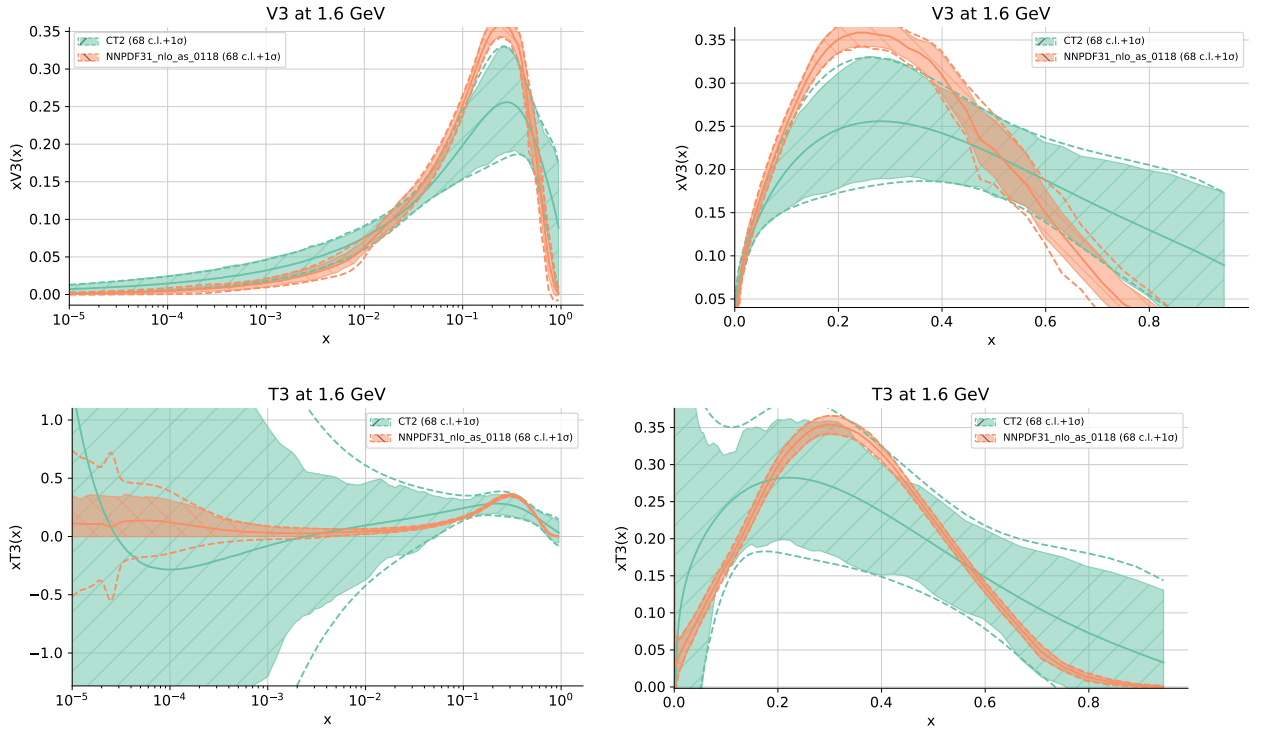 V3 at 1.6 GeV
CT2 (68 c.l.+1σ)
NNPDF31_nlo_as_0118 (68 c.l.+1σ)
xV3(x)
0.35
0.30
0.25
0.20
0.15
0.10
0.05
0.00
10⁻⁵ 10⁻⁴ 10⁻³ 10⁻² 10⁻¹ 10⁰
x
V3 at 1.6 GeV
CT2 (68 c.l.+1σ)
NNPDF31_nlo_as_0118 (68 c.l.+1σ)
xV3(x)
0.35
0.30
0.25
0.20
0.15
0.10
0.05
0.0 0.2 0.4 0.6 0.8
x
T3 at 1.6 GeV
CT2 (68 c.l.+1σ)
NNPDF31_nlo_as_0118 (68 c.l.+1σ)
xT3(x)
1.0
0.5
0.0
−0.5
−1.0
10⁻⁵ 10⁻⁴ 10⁻³ 10⁻² 10⁻¹ 10⁰
x
T3 at 1.6 GeV
CT2 (68 c.l.+1σ)
NNPDF31_nlo_as_0118 (68 c.l.+1σ)
xT3(x)
0.35
0.30
0.25
0.20
0.15
0.10
0.05
0.00
0.0 0.2 0.4 0.6 0.8
x